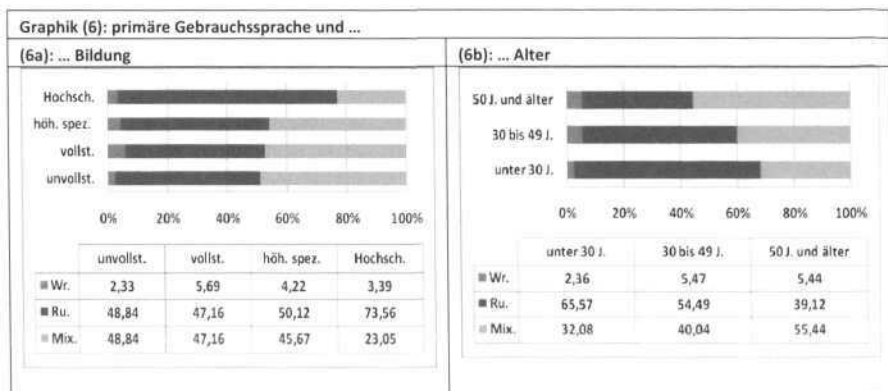 Graphik (6): primäre Gebrauchssprache und ...
(6a): ... Bildung
Hochsch.
höh. spez.
vollst.
unvollst.
0% 20% 40% 60% 80% 100%
unvollst. vollst. höh. spez. Hochsch.
Wr. 2,33 5,69 4,22 3,39
Ru. 48,84 47,16 50,12 73,56
Mix. 48,84 47,16 45,67 23,05
(6b): ... Alter
50 J. und älter
30 bis 49 J.
unter 30 J.
0% 20% 40% 60% 80% 100%
unter 30 J. 30 bis 49 J. 50 J. und älter
Wr. 2,36 5,47 5,44
Ru. 65,57 54,49 39,12
Mix. 32,08 40,04 55,44